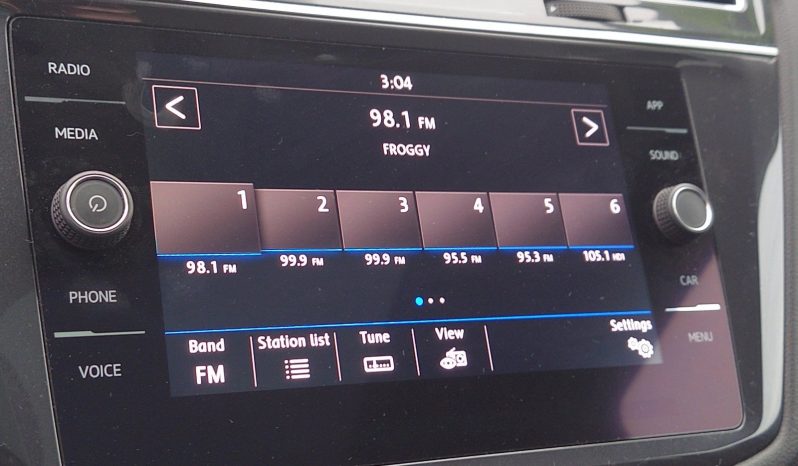 RADIO
MEDIA
PHONE
VOICE
3:04
98.1 FM
FROGGY
1 2 3 4 5 6
98.1 FM 99.9 FM 99.9 FM 95.5 FM 95.3 FM 105.1 HD1
Band Station list Tune View Settings
FM
APP
SOUND
CAR
MENU